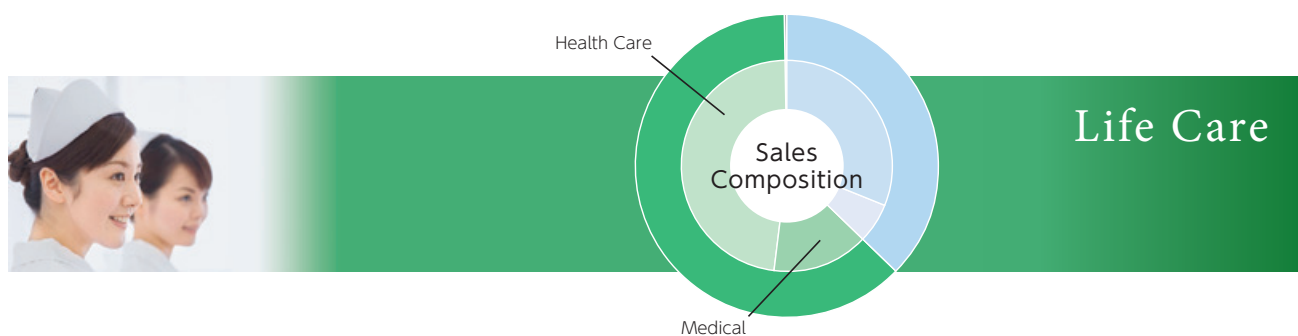 Health Care
Life Care
Sales
Composition
Medical